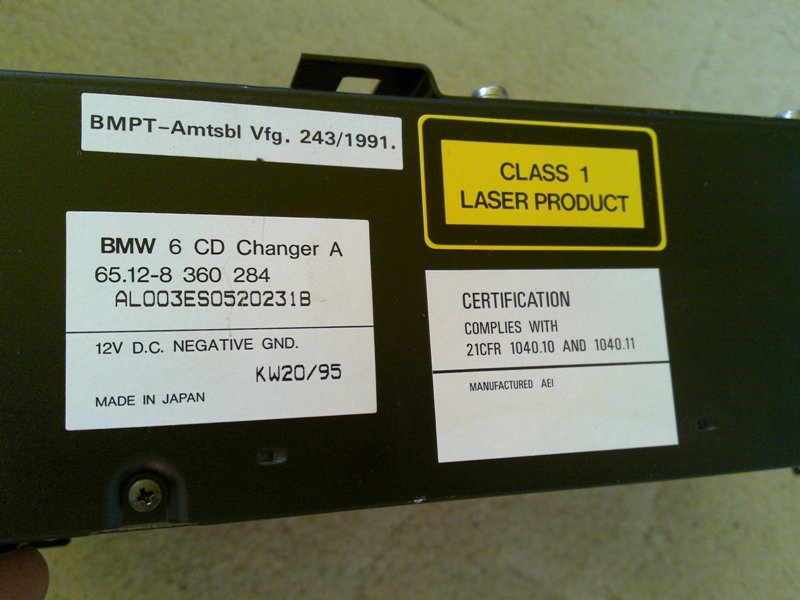 BMPT-Amtsbl Vfg. 243/1991.
CLASS 1
LASER PRODUCT
BMW 6 CD Changer A
65.12-8 360 284
AL003ES0520231B
12V D.C. NEGATIVE GND.
KW20/95
MADE IN JAPAN
CERTIFICATION
COMPLIES WITH
21CFR 1040.10 AND 1040.11
MANUFACTURED AEI